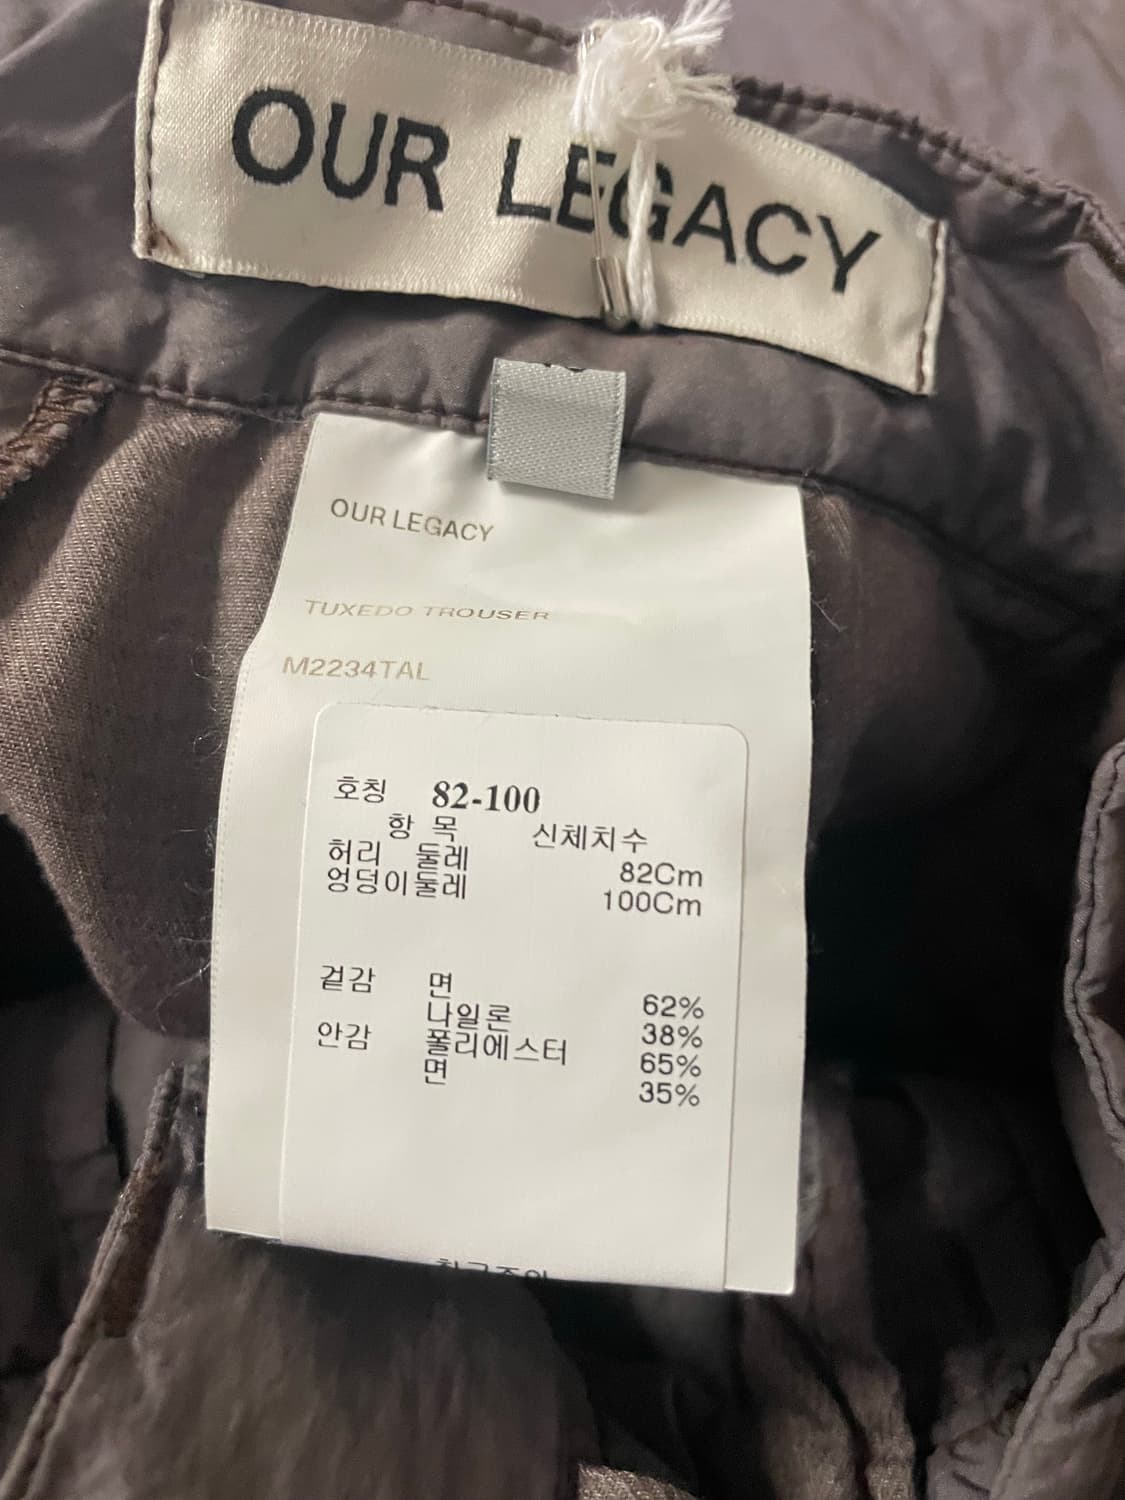 OUR LEGACY
OUR LEGACY
TUXEDO TROUSER
M2234TAL
호칭 82-100
항 목 신체치수
허리 둘레 82Cm
엉덩이둘레 100Cm
겉감 면 62%
나일론 38%
안감 폴리에스터 65%
면 35%